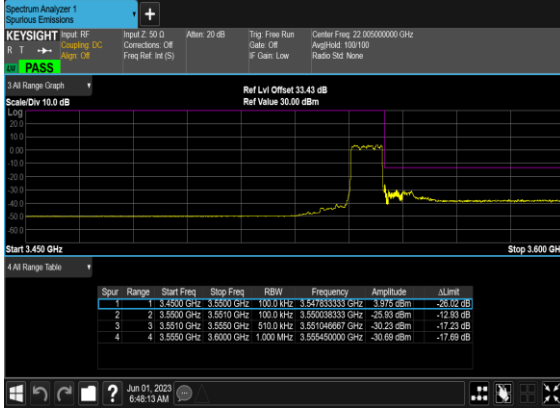 Spectrum Analyzer 1
Spurious Emissions
+
KEYSIGHT Input: RF Input Z: 50 Ω Atten: 20 dB Trig: Free Run Center Freq: 22.005000000 GHz
R T Coupling: DC Corrections: Off Gate: Off Avg|Hold: 100/100
Align: Off Freq Ref: Int (S) IF Gain: Low Radio Std: None
PASS
3 All Range Graph
Ref Lvl Offset 33.43 dB
Scale/Div 10.0 dB Ref Value 30.00 dBm
Log
20.0
10.0
0.00
-10.0
-20.0
-30.0
-40.0
-50.0
-60.0
Start 3.450 GHz Stop 3.600 GH
4 All Range Table
Spur Range Start Freq Stop Freq RBW Frequency Amplitude ΔLimit
1 1 3.4500 GHz 3.5500 GHz 100.0 kHz 3.547833333 GHz 3.975 dBm -26.02 dB
2 2 3.5500 GHz 3.5510 GHz 100.0 kHz 3.550038333 GHz -25.93 dBm -12.93 dB
3 3 3.5510 GHz 3.5550 GHz 510.0 kHz 3.551046667 GHz -30.23 dBm -17.23 dB
4 4 3.5550 GHz 3.6000 GHz 1.000 MHz 3.555450000 GHz -30.69 dBm -17.69 dB
? Jun 01, 2023
6:48:13 AM